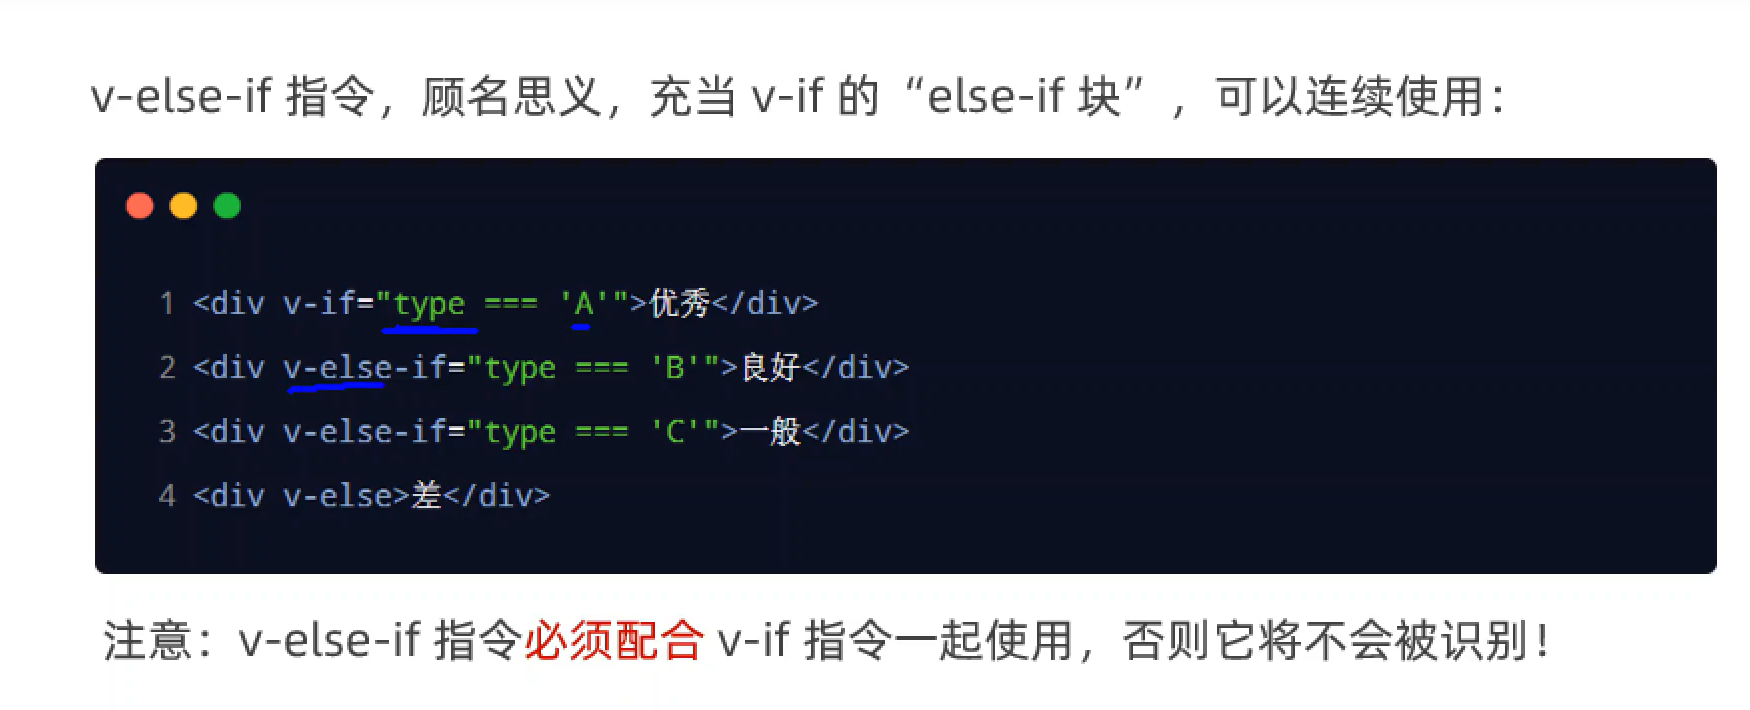 v-else-if 指令，顾名思义，充当 v-if 的“else-if 块”，可以连续使用：
1 <div v-if="type === 'A'">优秀</div>
2 <div v-else-if="type === 'B'">良好</div>
3 <div v-else-if="type === 'C'">一般</div>
4 <div v-else>差</div>
注意：v-else-if 指令必须配合 v-if 指令一起使用，否则它将不会被识别！